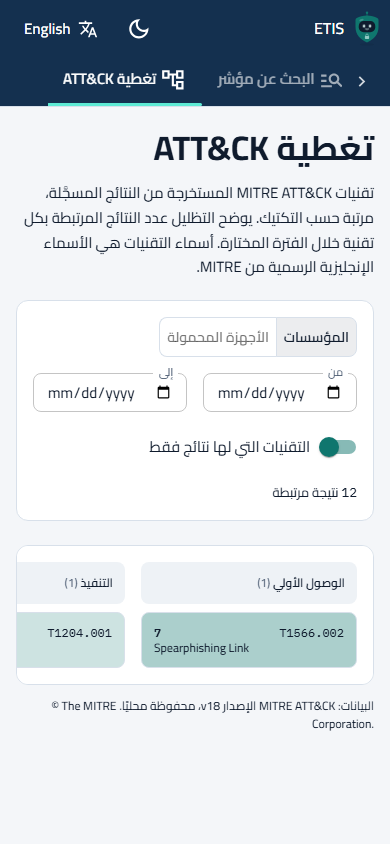 ETIS
English
البحث عن مؤشر
تغطية ATT&CK
تغطية ATT&CK
تقنيات MITRE ATT&CK المستخرجة من النتائج المسجَّلة،
مرتبة حسب التكتيك. يوضح التظليل عدد النتائج المرتبطة بكل
تقنية خلال الفترة المختارة. أسماء التقنيات هي الأسماء
الإنجليزية الرسمية من MITRE.
المؤسسات
الأجهزة المحمولة
من
mm/dd/yyyy
إلى
mm/dd/yyyy
التقنيات التي لها نتائج فقط
12 نتيجة مرتبطة
الوصول الأولي (1)
التنفيذ (1)
T1566.002
7
Spearphishing Link
T1204.001
البيانات: MITRE ATT&CK الإصدار v18، محفوظة محليًا. © The MITRE
Corporation.